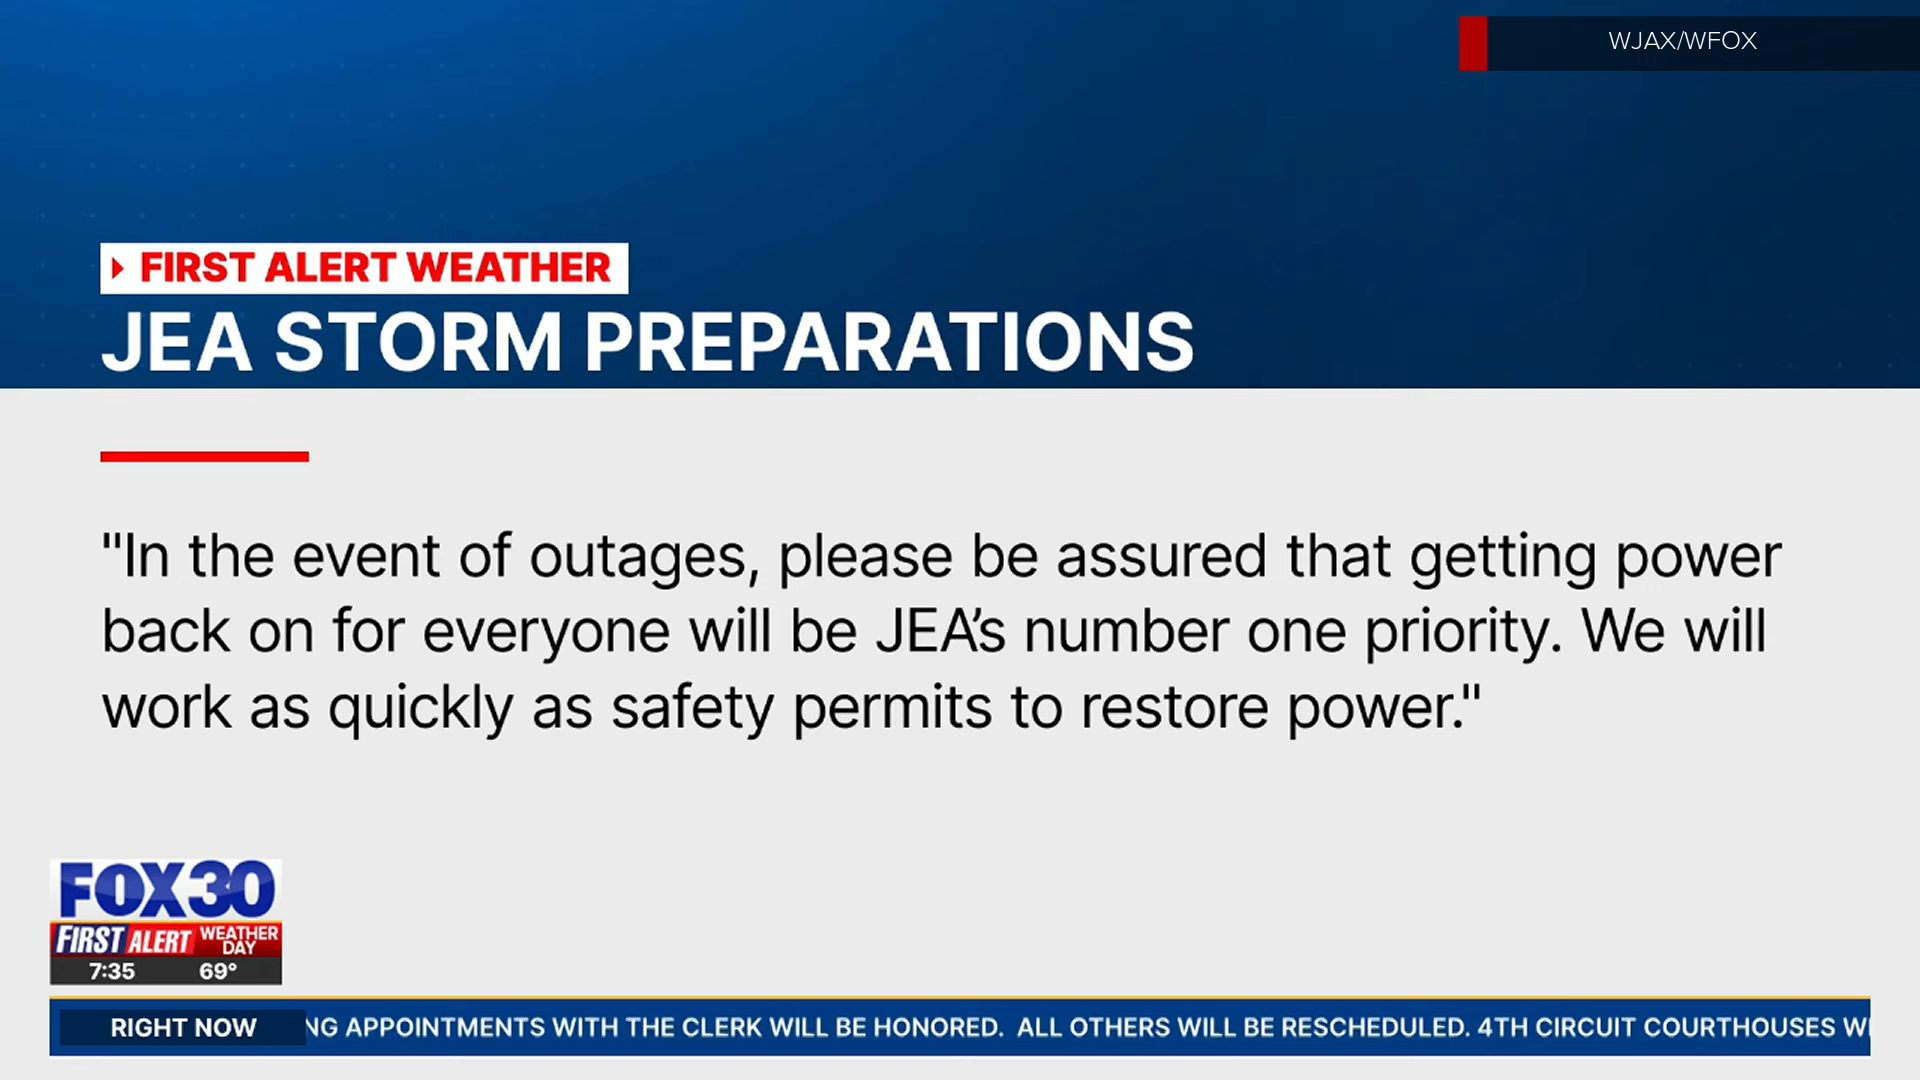 WJAX/WFOX
FIRST ALERT WEATHER
JEA STORM PREPARATIONS
"In the event of outages, please be assured that getting power
back on for everyone will be JEA's number one priority. We will
work as quickly as safety permits to restore power."
FOX30
FIRST ALERT WEATHER DAY
7:35 69°
RIGHT NOW NG APPOINTMENTS WITH THE CLERK WILL BE HONORED. ALL OTHERS WILL BE RESCHEDULED. 4TH CIRCUIT COURTHOUSES